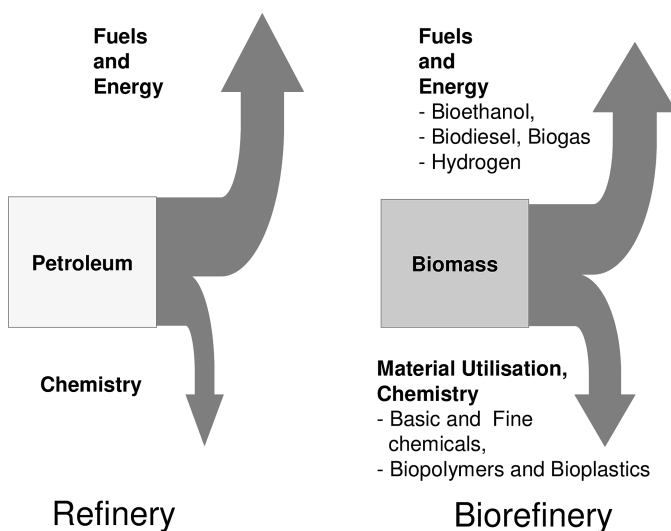 Fuels
and
Energy
Petroleum
Chemistry
Refinery
Fuels
and
Energy
- Bioethanol,
- Biodiesel, Biogas
- Hydrogen
Biomass
Material Utilisation,
Chemistry
- Basic and Fine
chemicals,
- Biopolymers and Bioplastics
Biorefinery